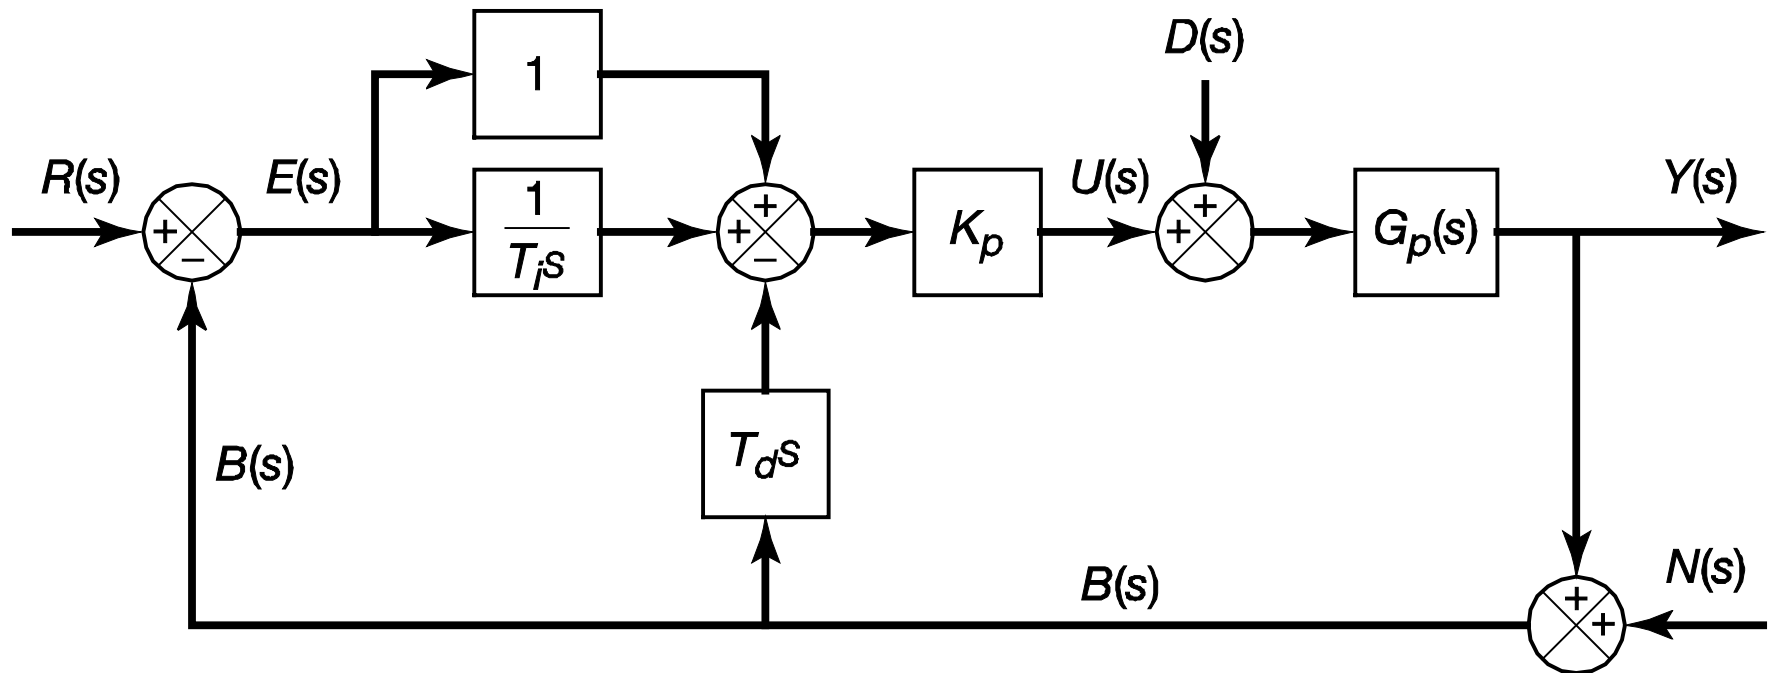 D(s)
1
R(s)
E(s)
U(s)
Y(s)
+
−
1
T_i s
+
+
−
K_p
+
+
G_p(s)
B(s)
T_d s
B(s)
N(s)
+
+